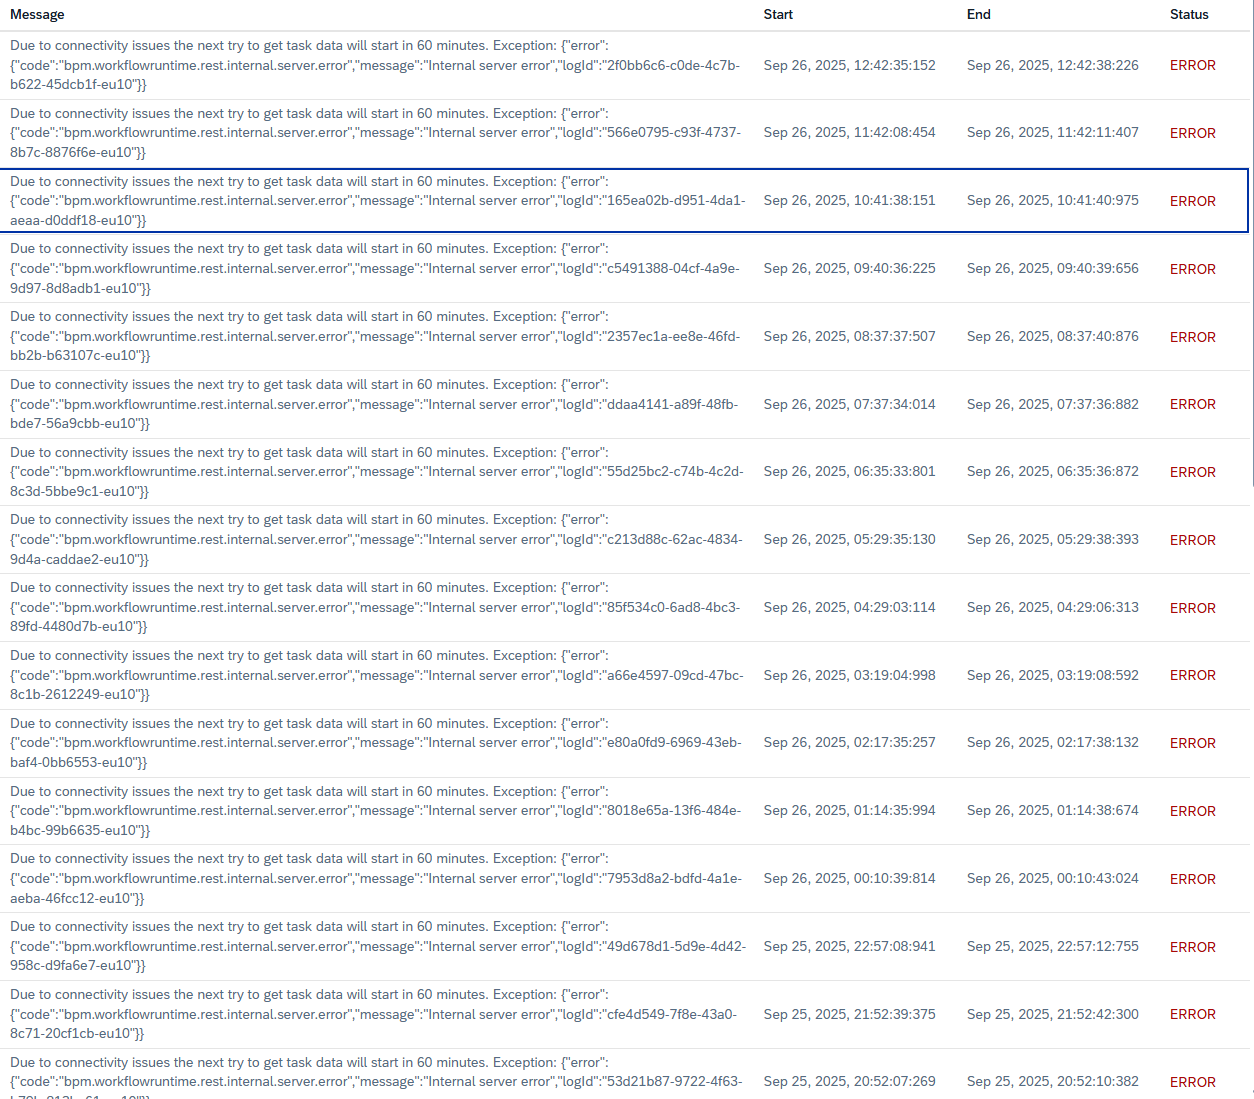 Message Start End Status
Due to connectivity issues the next try to get task data will start in 60 minutes. Exception: {"error":
{"code":"bpm.workflowruntime.rest.internal.server.error","message":"Internal server error","logId":"2f0bb6c6-c0de-4c7b- Sep 26, 2025, 12:42:35:152 Sep 26, 2025, 12:42:38:226 ERROR
b622-45dcb1f-eu10"}}
Due to connectivity issues the next try to get task data will start in 60 minutes. Exception: {"error":
{"code":"bpm.workflowruntime.rest.internal.server.error","message":"Internal server error","logId":"566e0795-c93f-4737- Sep 26, 2025, 11:42:08:454 Sep 26, 2025, 11:42:11:407 ERROR
8b7c-8876f6e-eu10"}}
Due to connectivity issues the next try to get task data will start in 60 minutes. Exception: {"error":
{"code":"bpm.workflowruntime.rest.internal.server.error","message":"Internal server error","logId":"165ea02b-d951-4da1- Sep 26, 2025, 10:41:38:151 Sep 26, 2025, 10:41:40:975 ERROR
aeaa-d0ddf18-eu10"}}
Due to connectivity issues the next try to get task data will start in 60 minutes. Exception: {"error":
{"code":"bpm.workflowruntime.rest.internal.server.error","message":"Internal server error","logId":"c5491388-04cf-4a9e- Sep 26, 2025, 09:40:36:225 Sep 26, 2025, 09:40:39:656 ERROR
9d97-8d8adb1-eu10"}}
Due to connectivity issues the next try to get task data will start in 60 minutes. Exception: {"error":
{"code":"bpm.workflowruntime.rest.internal.server.error","message":"Internal server error","logId":"2357ec1a-ee8e-46fd- Sep 26, 2025, 08:37:37:507 Sep 26, 2025, 08:37:40:876 ERROR
bb2b-b63107c-eu10"}}
Due to connectivity issues the next try to get task data will start in 60 minutes. Exception: {"error":
{"code":"bpm.workflowruntime.rest.internal.server.error","message":"Internal server error","logId":"ddaa4141-a89f-48fb- Sep 26, 2025, 07:37:34:014 Sep 26, 2025, 07:37:36:882 ERROR
bde7-56a9cbb-eu10"}}
Due to connectivity issues the next try to get task data will start in 60 minutes. Exception: {"error":
{"code":"bpm.workflowruntime.rest.internal.server.error","message":"Internal server error","logId":"55d25bc2-c74b-4c2d- Sep 26, 2025, 06:35:33:801 Sep 26, 2025, 06:35:36:872 ERROR
8c3d-5bbe9c1-eu10"}}
Due to connectivity issues the next try to get task data will start in 60 minutes. Exception: {"error":
{"code":"bpm.workflowruntime.rest.internal.server.error","message":"Internal server error","logId":"c213d88c-62ac-4834- Sep 26, 2025, 05:29:35:130 Sep 26, 2025, 05:29:38:393 ERROR
9d4a-caddae2-eu10"}}
Due to connectivity issues the next try to get task data will start in 60 minutes. Exception: {"error":
{"code":"bpm.workflowruntime.rest.internal.server.error","message":"Internal server error","logId":"85f534c0-6ad8-4bc3- Sep 26, 2025, 04:29:03:114 Sep 26, 2025, 04:29:06:313 ERROR
89fd-4480d7b-eu10"}}
Due to connectivity issues the next try to get task data will start in 60 minutes. Exception: {"error":
{"code":"bpm.workflowruntime.rest.internal.server.error","message":"Internal server error","logId":"a66e4597-09cd-47bc- Sep 26, 2025, 03:19:04:998 Sep 26, 2025, 03:19:08:592 ERROR
8c1b-2612249-eu10"}}
Due to connectivity issues the next try to get task data will start in 60 minutes. Exception: {"error":
{"code":"bpm.workflowruntime.rest.internal.server.error","message":"Internal server error","logId":"e80a0fd9-6969-43eb- Sep 26, 2025, 02:17:35:257 Sep 26, 2025, 02:17:38:132 ERROR
baf4-0bb6553-eu10"}}
Due to connectivity issues the next try to get task data will start in 60 minutes. Exception: {"error":
{"code":"bpm.workflowruntime.rest.internal.server.error","message":"Internal server error","logId":"8018e65a-13f6-484e- Sep 26, 2025, 01:14:35:994 Sep 26, 2025, 01:14:38:674 ERROR
b4bc-99b6635-eu10"}}
Due to connectivity issues the next try to get task data will start in 60 minutes. Exception: {"error":
{"code":"bpm.workflowruntime.rest.internal.server.error","message":"Internal server error","logId":"7953d8a2-bdfd-4a1e- Sep 26, 2025, 00:10:39:814 Sep 26, 2025, 00:10:43:024 ERROR
aeba-46fcc12-eu10"}}
Due to connectivity issues the next try to get task data will start in 60 minutes. Exception: {"error":
{"code":"bpm.workflowruntime.rest.internal.server.error","message":"Internal server error","logId":"49d678d1-5d9e-4d42- Sep 25, 2025, 22:57:08:941 Sep 25, 2025, 22:57:12:755 ERROR
958c-d9fa6e7-eu10"}}
Due to connectivity issues the next try to get task data will start in 60 minutes. Exception: {"error":
{"code":"bpm.workflowruntime.rest.internal.server.error","message":"Internal server error","logId":"cfe4d549-7f8e-43a0- Sep 25, 2025, 21:52:39:375 Sep 25, 2025, 21:52:42:300 ERROR
8c71-20cf1cb-eu10"}}
Due to connectivity issues the next try to get task data will start in 60 minutes. Exception: {"error":
{"code":"bpm.workflowruntime.rest.internal.server.error","message":"Internal server error","logId":"53d21b87-9722-4f63- Sep 25, 2025, 20:52:07:269 Sep 25, 2025, 20:52:10:382 ERROR